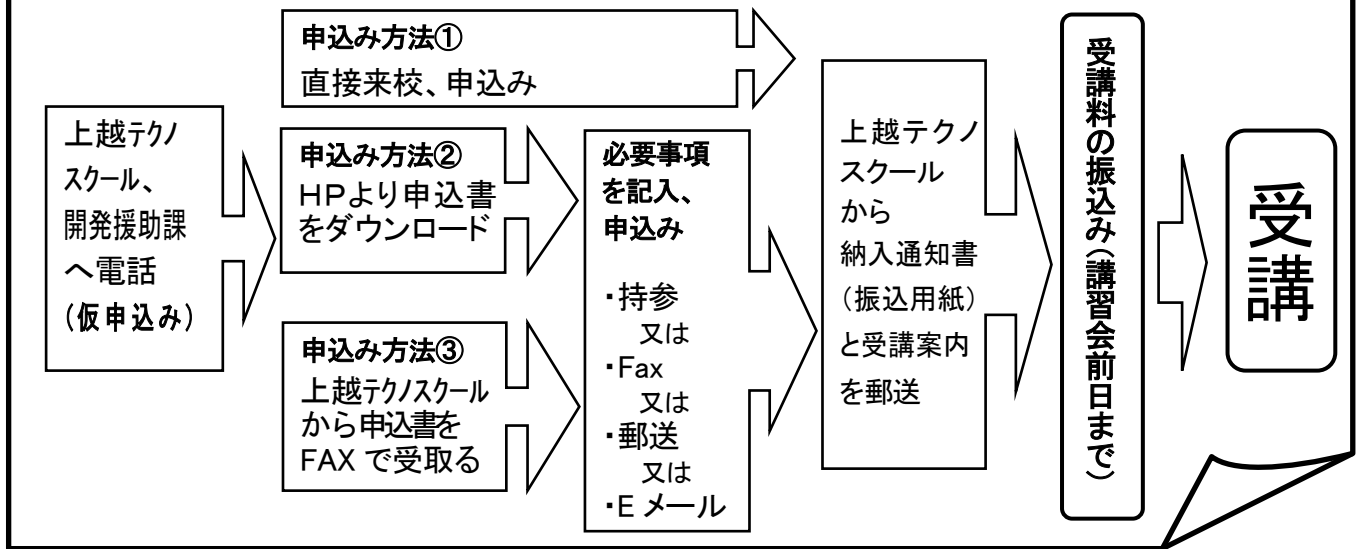 上越テクノ
スクール、
開発援助課
へ電話
(仮申込み)
申込み方法①
直接来校、申込み
申込み方法②
HPより申込書
をダウンロード
申込み方法③
上越テクノスクール
から申込書を
FAX で受取る
必要事項
を記入、
申込み
・持参
又は
・Fax
又は
・郵送
又は
・E メール
上越テクノ
スクール
から
納入通知書
(振込用紙)
と受講案内
を郵送
受講料の振込み(講習会前日まで)
受講